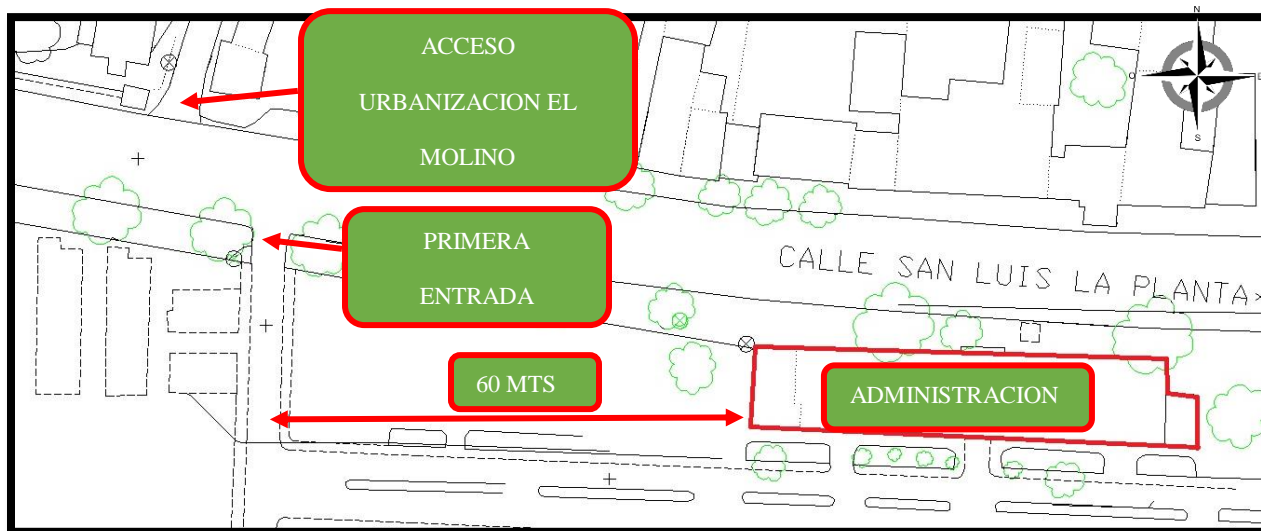 ACCESO
URBANIZACION EL
MOLINO
PRIMERA
ENTRADA
60 MTS
ADMINISTRACION
CALLE SAN LUIS LA PLANTA
N
O
E
S